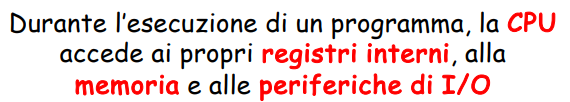 Durante l’esecuzione di un programma, la CPU
accede ai propri registri interni, alla
memoria e alle periferiche di I/O